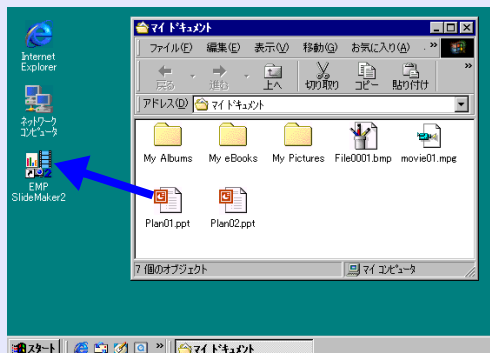 Internet
Explorer
ネットワーク
コンピュータ
EMP
SlideMaker2
マイ ドキュメント
ファイル(F) 編集(E) 表示(V) 移動(G) お気に入り(A) »
戻る 進む 上へ 切り取り コピー 貼り付け »
アドレス(D) マイ ドキュメント
My Albums My eBooks My Pictures File0001.bmp movie01.mpg
Plan01.ppt Plan02.ppt
7 個のオブジェクト マイ コンピュータ
スタート » マイ ドキュメント